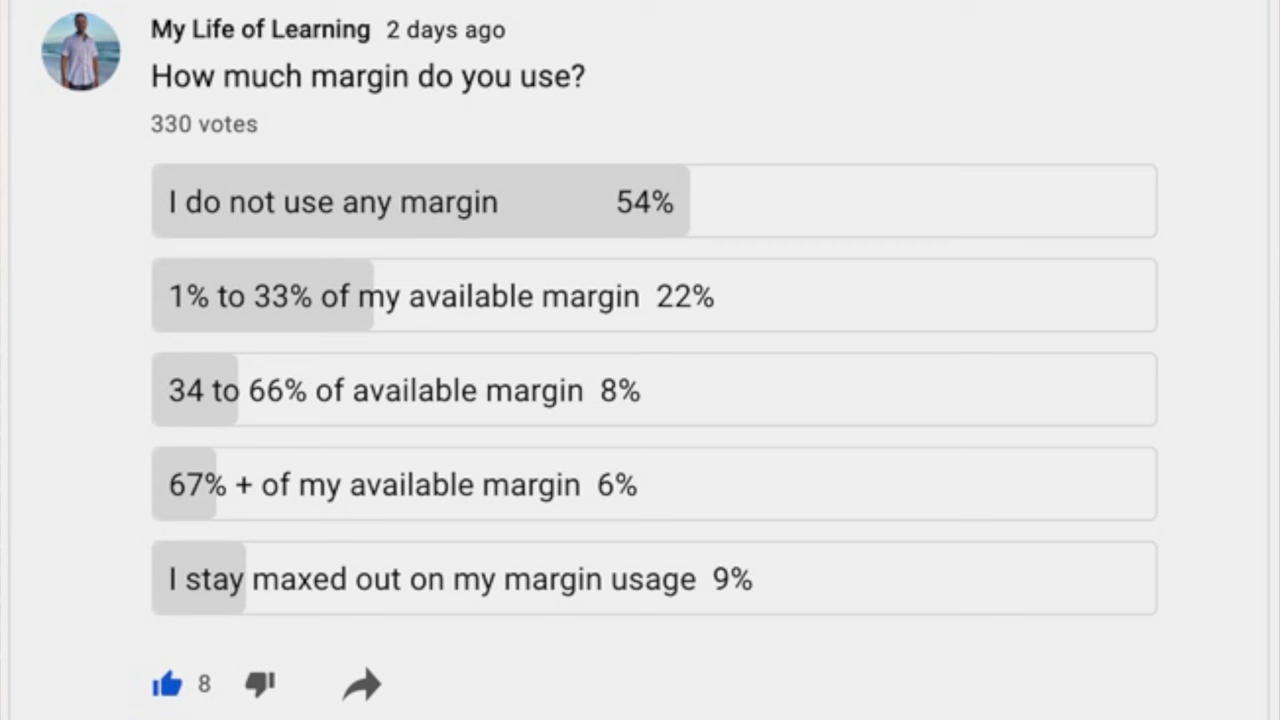 My Life of Learning 2 days ago
How much margin do you use?
330 votes
I do not use any margin 54%
1% to 33% of my available margin 22%
34 to 66% of available margin 8%
67% + of my available margin 6%
I stay maxed out on my margin usage 9%
8